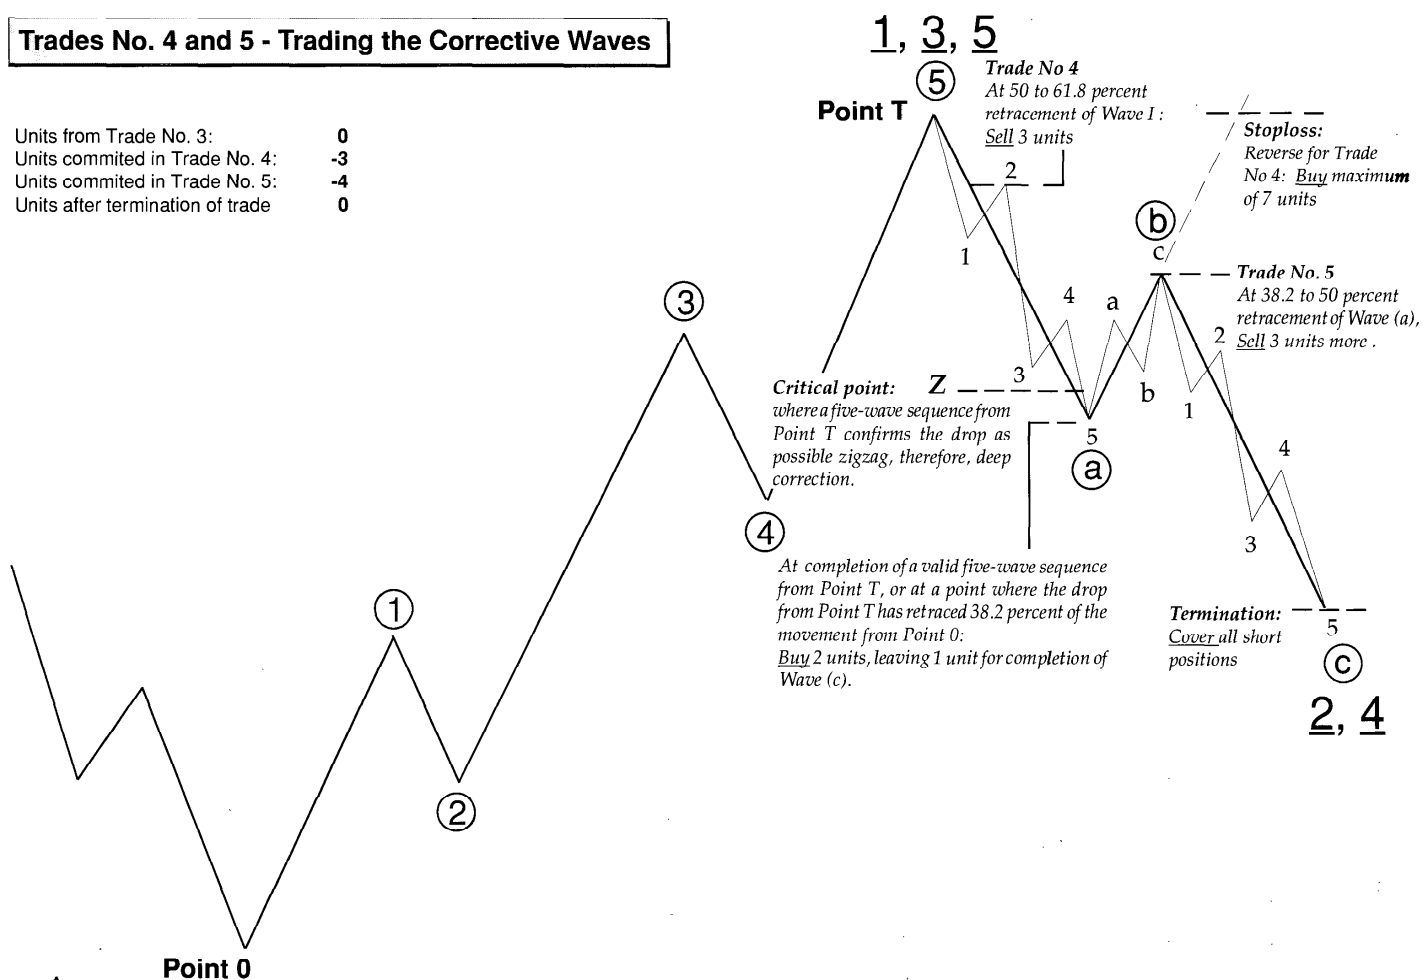 Trades No. 4 and 5 - Trading the Corrective Waves
Units from Trade No. 3: 0
Units commited in Trade No. 4: -3
Units commited in Trade No. 5: -4
Units after termination of trade 0
1, 3, 5
5
Point T
Trade No 4
At 50 to 61.8 percent
retracement of Wave I :
Sell 3 units
2
1
Stoploss:
Reverse for Trade
No 4: Buy maximum
of 7 units
b
c
Trade No. 5
At 38.2 to 50 percent
retracement of Wave (a),
Sell 3 units more .
3
4
a
2
3
b
1
Critical point: Z
where a five-wave sequence from
Point T confirms the drop as
possible zigzag, therefore, deep
correction.
5
a
4
4
3
At completion of a valid five-wave sequence
from Point T, or at a point where the drop
from Point T has retraced 38.2 percent of the
movement from Point 0:
Buy 2 units, leaving 1 unit for completion of
Wave (c).
1
2
Termination:
Cover all short
positions
5
c
2, 4
Point 0